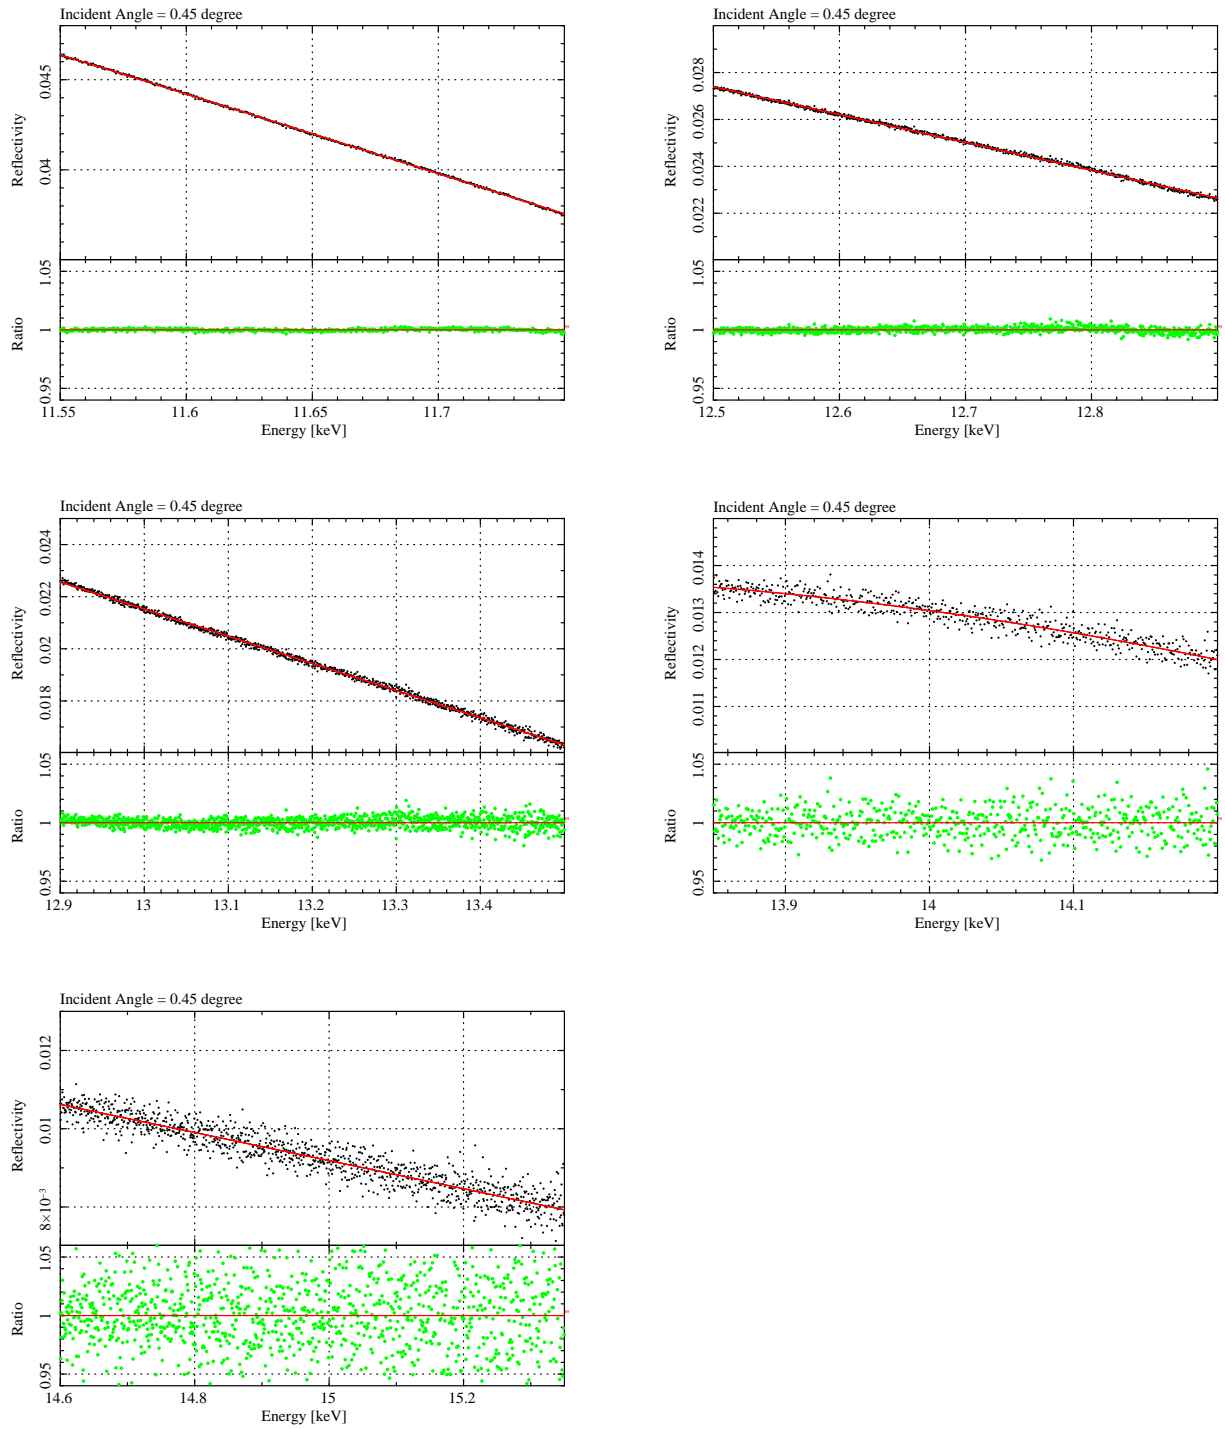 Incident Angle = 0.45 degree
Reflectivity
0.045
0.04
Ratio
1.05
1
0.95
11.55 11.6 11.65 11.7
Energy [keV]
Incident Angle = 0.45 degree
Reflectivity
0.028
0.026
0.024
0.022
Ratio
1.05
1
0.95
12.5 12.6 12.7 12.8
Energy [keV]
Incident Angle = 0.45 degree
Reflectivity
0.024
0.022
0.02
0.018
Ratio
1.05
1
0.95
12.9 13 13.1 13.2 13.3 13.4
Energy [keV]
Incident Angle = 0.45 degree
Reflectivity
0.014
0.013
0.012
0.011
Ratio
1.05
1
0.95
13.9 14 14.1
Energy [keV]
Incident Angle = 0.45 degree
Reflectivity
0.012
0.01
8×10⁻³
Ratio
1.05
1
0.95
14.6 14.8 15 15.2
Energy [keV]